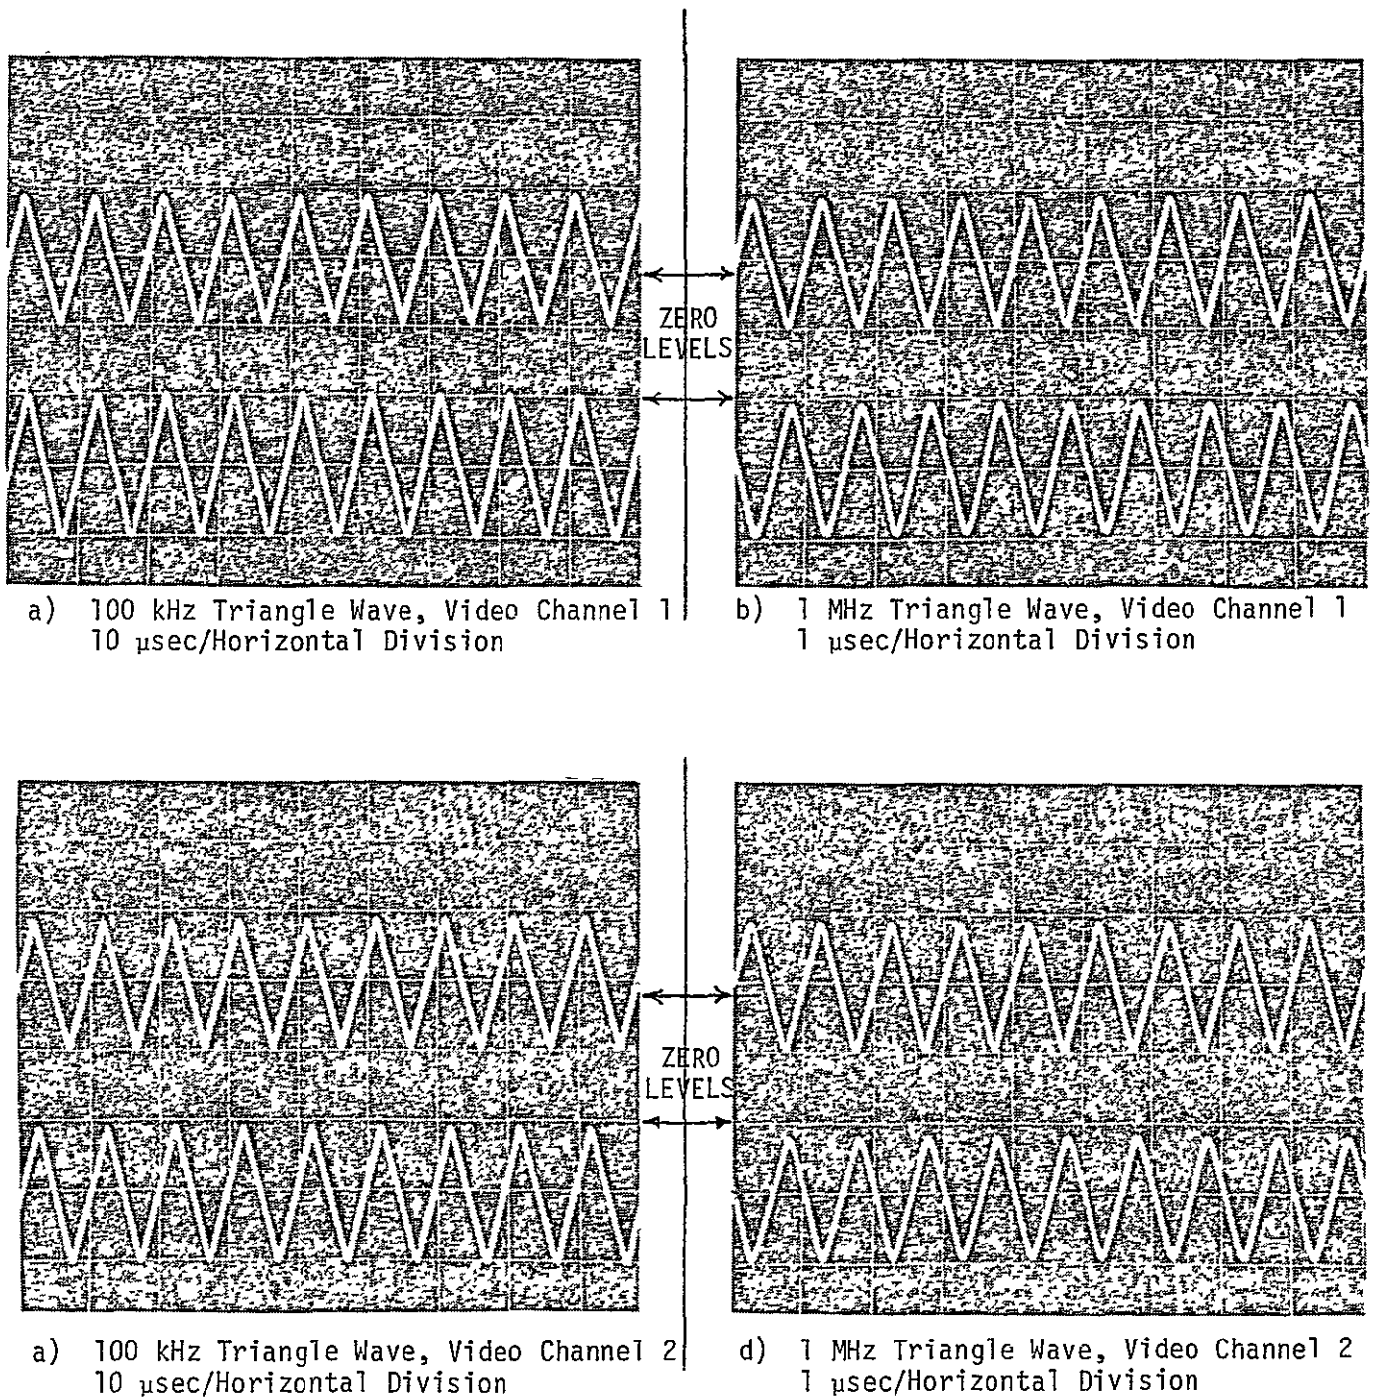 ZERO
LEVELS
a) 100 kHz Triangle Wave, Video Channel 1
10 μsec/Horizontal Division
b) 1 MHz Triangle Wave, Video Channel 1
1 μsec/Horizontal Division
ZERO
LEVELS
a) 100 kHz Triangle Wave, Video Channel 2
10 μsec/Horizontal Division
d) 1 MHz Triangle Wave, Video Channel 2
1 μsec/Horizontal Division